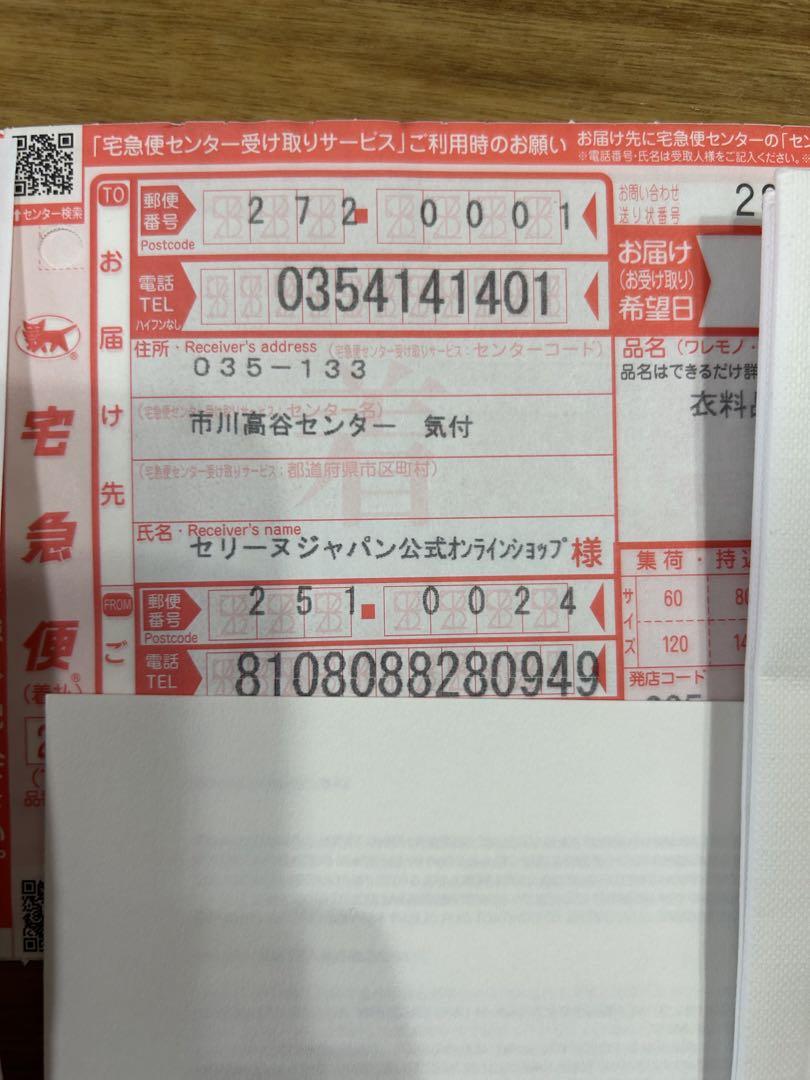 「宅急便センター受け取りサービス」ご利用時のお願い お届け先に宅急便センターの「セン
※電話番号・氏名は受取人様をご記入ください。※
センター検索
TO お届け先
郵便番号 Postcode 272 0001
お問い合わせ送り状番号 2
電話 TEL ハイフンなし 0354141401
お届け(お受け取り)希望日
住所・Receiver's address (宅急便センター受け取りサービス:センターコード)
035-133
品名(ワレモノ・
品名はできるだけ詳
衣料品
(宅急便センター受け取りサービス:センター名)
市川高谷センター 気付
(宅急便センター受け取りサービス:都道府県市区町村)
着
氏名・Receiver's name
セリーヌジャパン公式オンラインショップ 様
集荷・持込
サイズ 60 80
120 14
FROM ご
郵便番号 Postcode 251 0024
電話 TEL 8108088280949
発店コード
宅急便®
(着払)